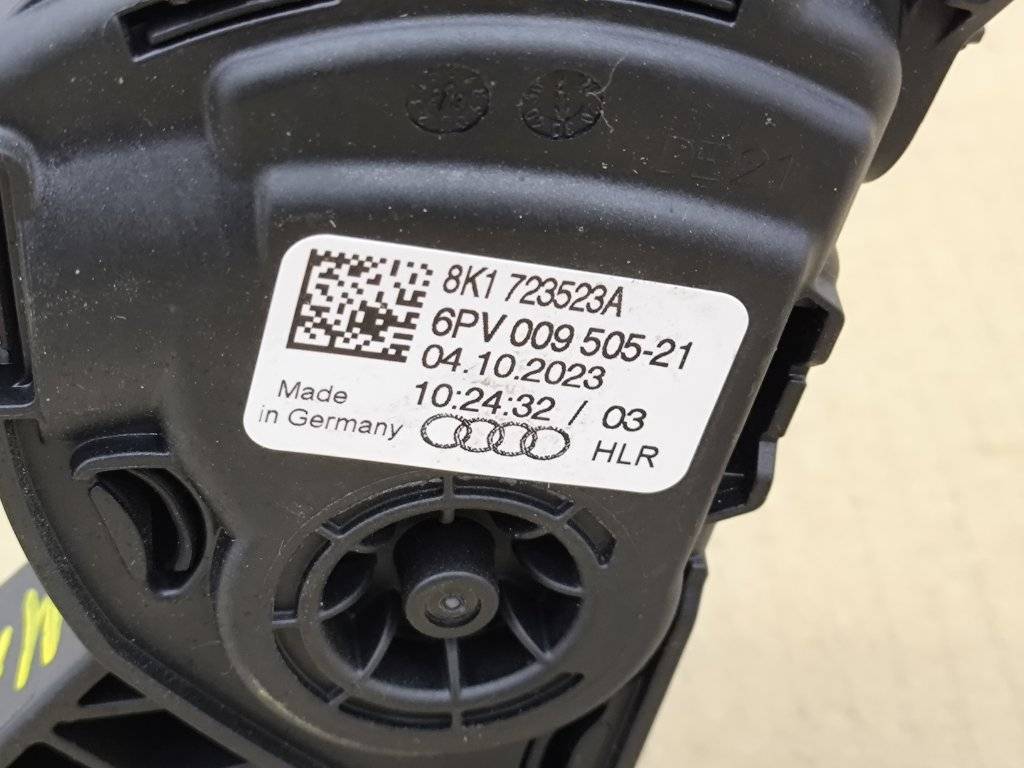 8K1 723523A
6PV 009 505-21
04.10.2023
10:24:32 / 03
Made
in Germany
HLR